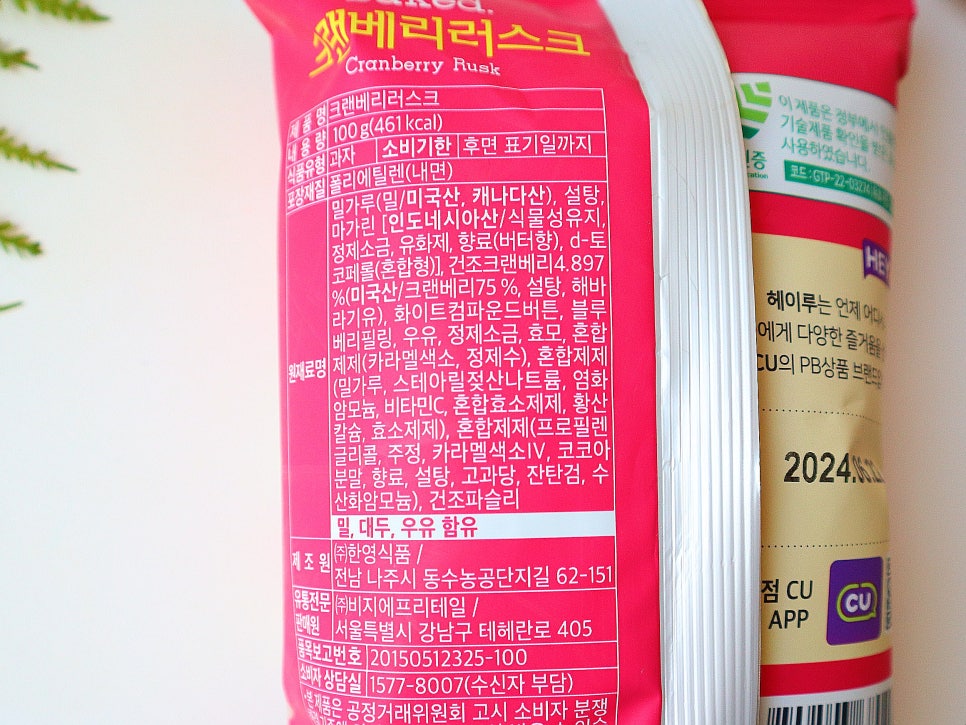 Baked.
크랜베리러스크
Cranberry Rusk
제 품 명 크랜베리러스크
내 용 량 100 g(461 kcal)
식품유형 과자 소비기한 후면 표기일까지
포장재질 폴리에틸렌(내면)
원재료명
밀가루(밀/미국산, 캐나다산), 설탕,
마가린 [인도네시아산/식물성유지,
정제소금, 유화제, 향료(버터향), d-토
코페롤(혼합형)], 건조크랜베리4.897
%(미국산/크랜베리75 %, 설탕, 해바
라기유), 화이트컴파운드버튼, 블루
베리필링, 우유, 정제소금, 효모, 혼합
제제(카라멜색소, 정제수), 혼합제제
(밀가루, 스테아릴젖산나트륨, 염화
암모늄, 비타민C, 혼합효소제제, 황산
칼슘, 효소제제), 혼합제제(프로필렌
글리콜, 주정, 카라멜색소IV, 코코아
분말, 향료, 설탕, 고과당, 잔탄검, 수
산화암모늄), 건조파슬리
밀, 대두, 우유 함유
제 조 원
㈜한영식품 /
전남 나주시 동수농공단지길 62-151
유통전문
판매원
㈜비지에프리테일 /
서울특별시 강남구 테헤란로 405
품목보고번호 20150512325-100
소비자 상담실 1577-8007(수신자 부담)
•본 제품은 공정거래위원회 고시 소비자 분쟁
이 제품은 정부에서
기술제품 확인을
사용하였습니다.
코드 : GTP-22-03274
헤이루는 언제
에게 다양한 즐거움을
CU의 PB상품
2024.06
점 CU
APP
CU